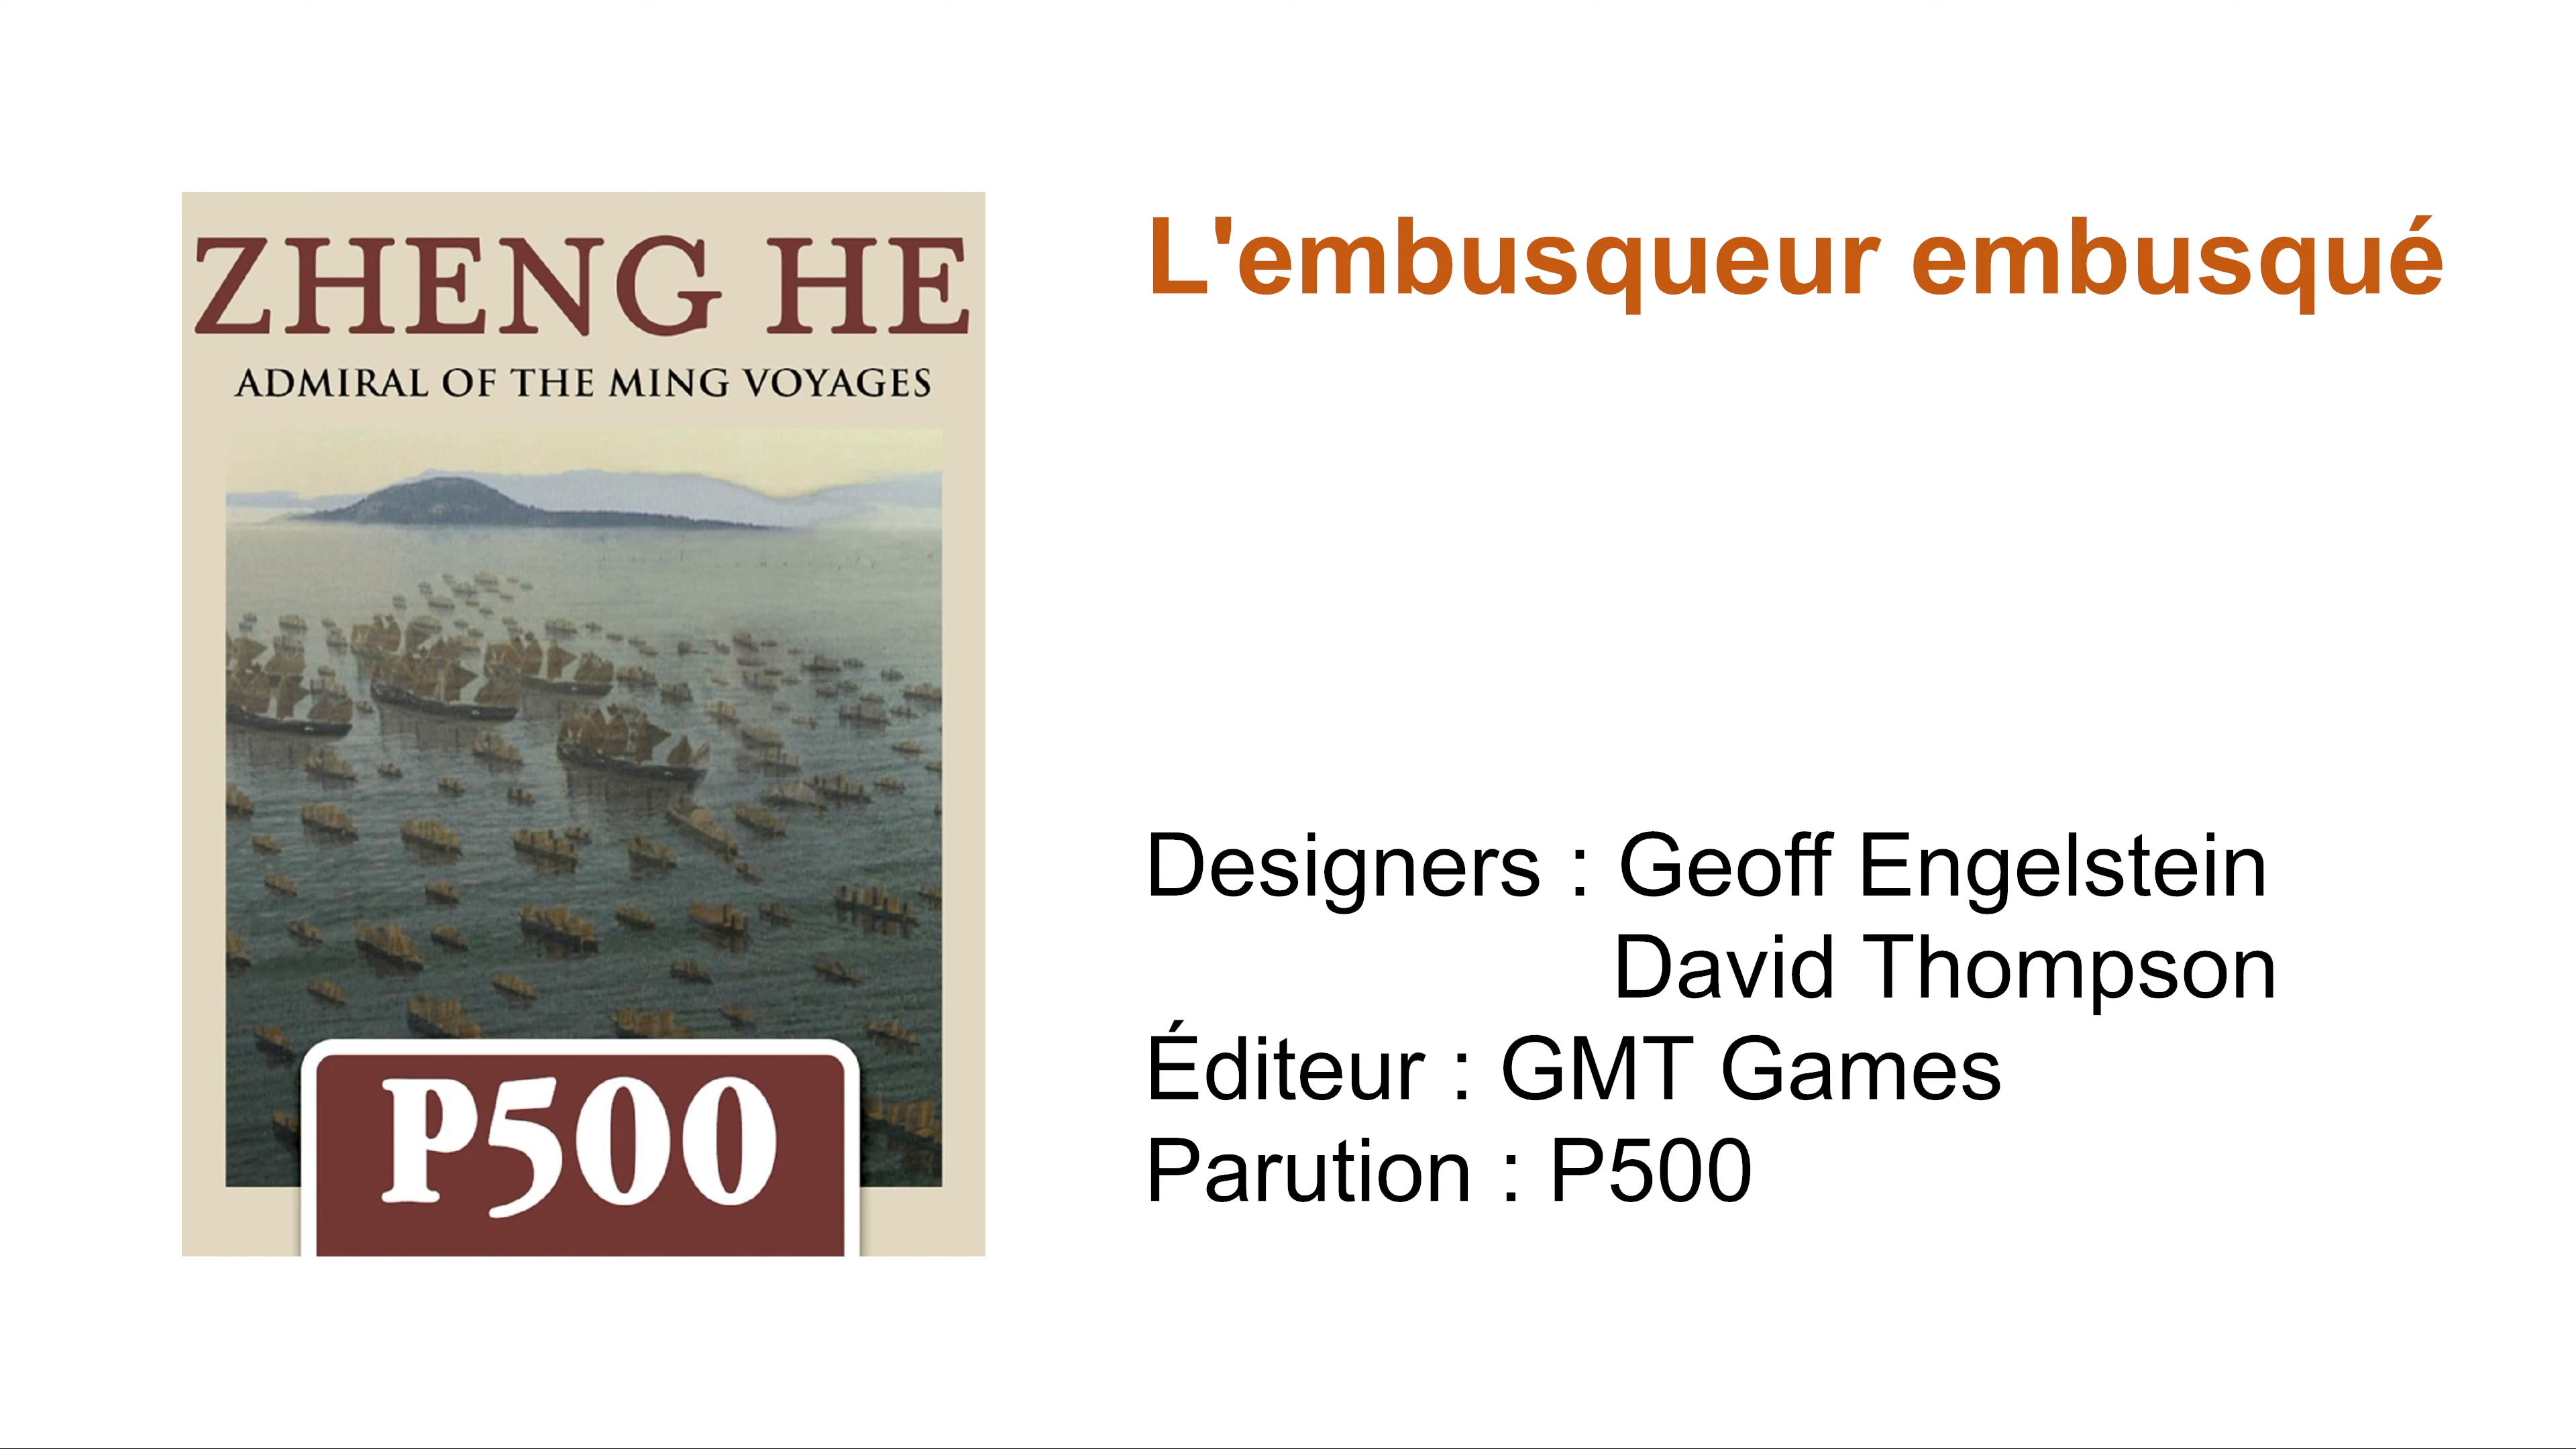 ZHENG HE
ADMIRAL OF THE MING VOYAGES
P500
L'embusqueur embusqué
Designers : Geoff Engelstein
David Thompson
Éditeur : GMT Games
Parution : P500